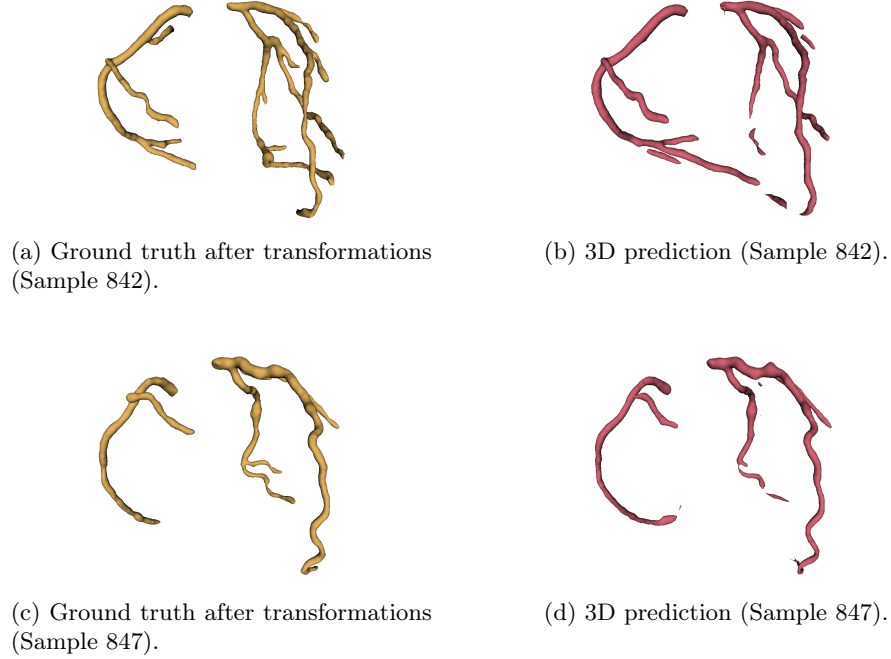 (a) Ground truth after transformations
(Sample 842).
(b) 3D prediction (Sample 842).
(c) Ground truth after transformations
(Sample 847).
(d) 3D prediction (Sample 847).